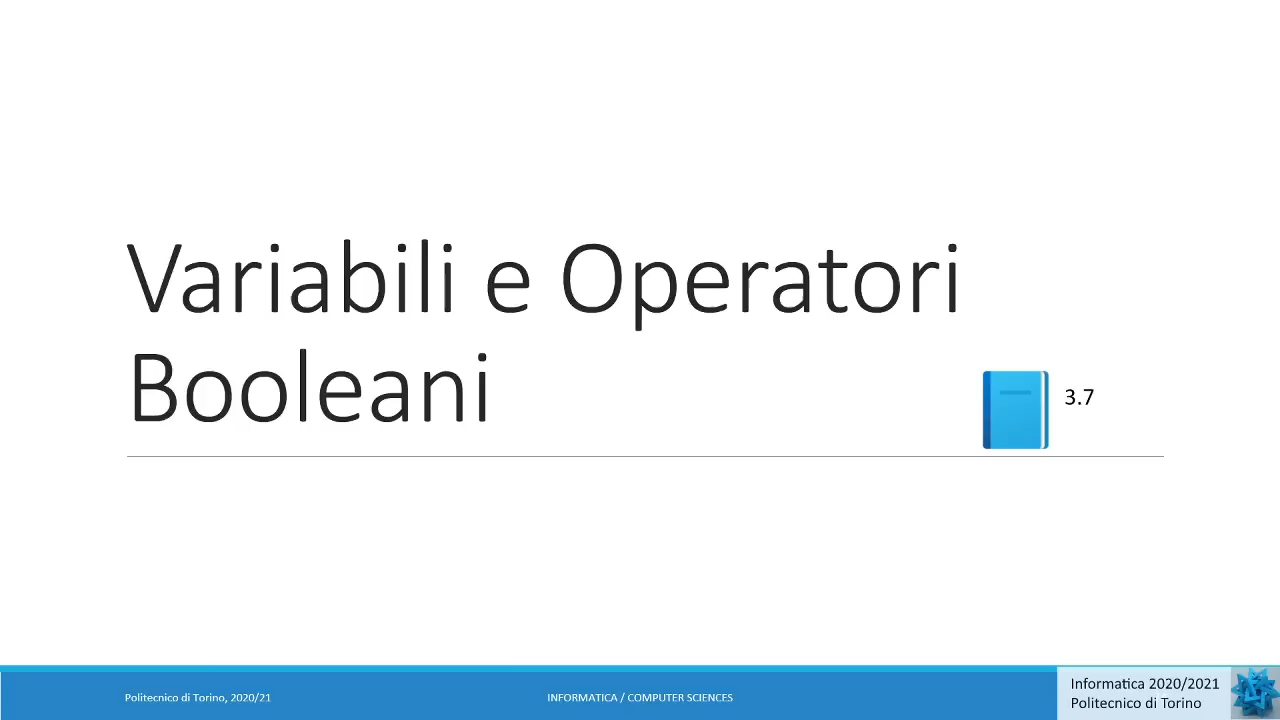 Variabili e Operatori
Booleani
3.7
Politecnico di Torino, 2020/21
INFORMATICA / COMPUTER SCIENCES
Informatica 2020/2021
Politecnico di Torino